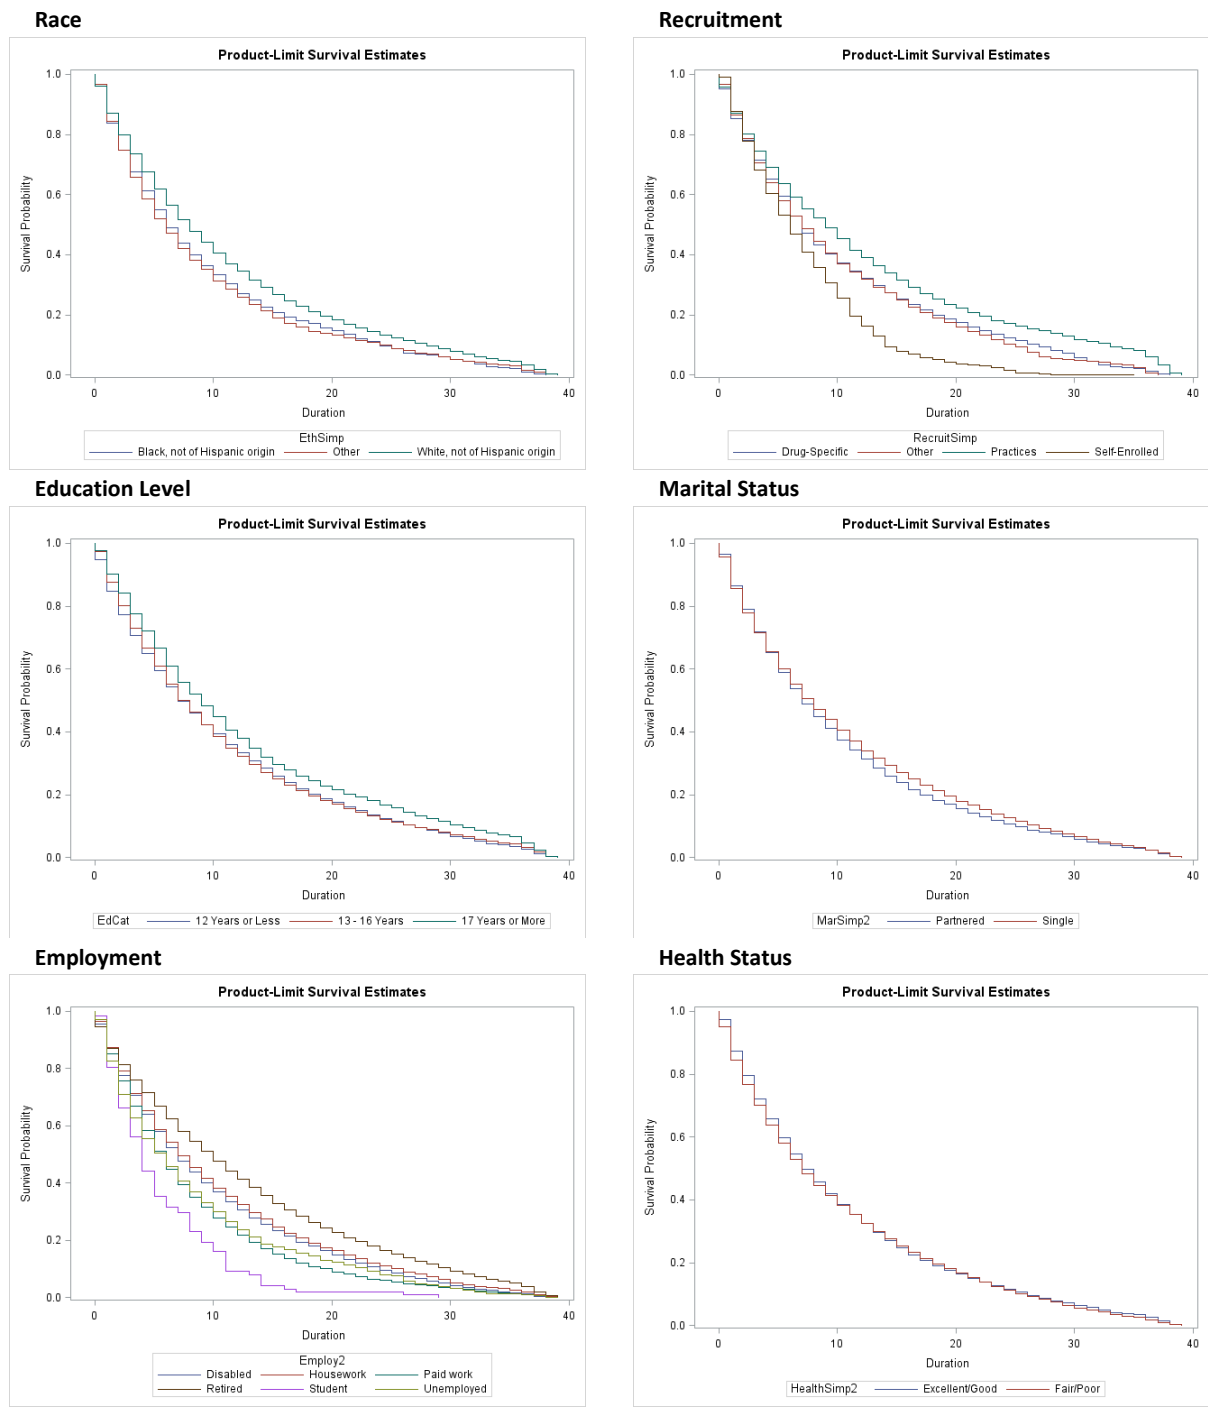 Race
Product-Limit Survival Estimates
1.0
0.8
0.6
0.4
0.2
0.0
Survival Probability
0 10 20 30 40
Duration
EthSimp
Black, not of Hispanic origin Other White, not of Hispanic origin
Recruitment
Product-Limit Survival Estimates
1.0
0.8
0.6
0.4
0.2
0.0
Survival Probability
0 10 20 30 40
Duration
RecruitSimp
Drug-Specific Other Practices Self-Enrolled
Education Level
Product-Limit Survival Estimates
1.0
0.8
0.6
0.4
0.2
0.0
Survival Probability
0 10 20 30 40
Duration
EdCat 12 Years or Less 13 - 16 Years 17 Years or More
Marital Status
Product-Limit Survival Estimates
1.0
0.8
0.6
0.4
0.2
0.0
Survival Probability
0 10 20 30 40
Duration
MarSimp2 Partnered Single
Employment
Product-Limit Survival Estimates
1.0
0.8
0.6
0.4
0.2
0.0
Survival Probability
0 10 20 30 40
Duration
Employ2
Disabled Housework Paid work
Retired Student Unemployed
Health Status
Product-Limit Survival Estimates
1.0
0.8
0.6
0.4
0.2
0.0
Survival Probability
0 10 20 30 40
Duration
HealthSimp2 Excellent/Good Fair/Poor